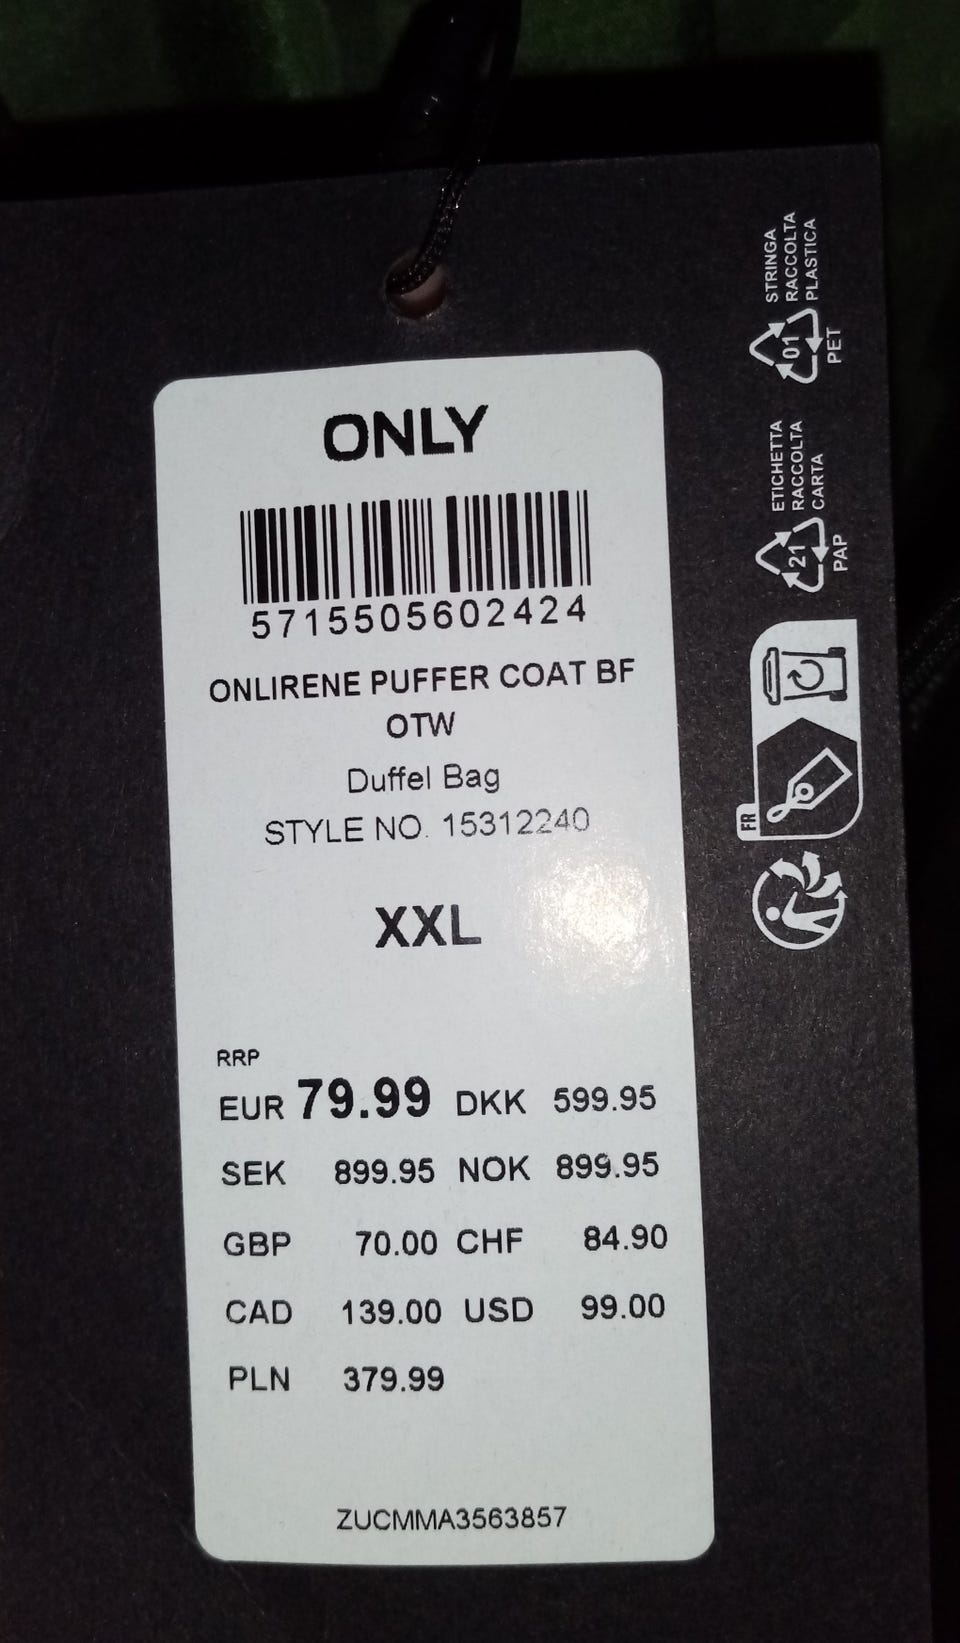 ONLY
5715505602424
ONLIRENE PUFFER COAT BF
OTW
Duffel Bag
STYLE NO. 15312240
XXL
RRP
EUR 79.99 DKK 599.95
SEK 899.95 NOK 899.95
GBP 70.00 CHF 84.90
CAD 139.00 USD 99.00
PLN 379.99
ZUCMMA3563857
STRINGA
RACCOLTA
PLASTICA
01
PET
ETICHETTA
RACCOLTA
CARTA
21
PAP
FR